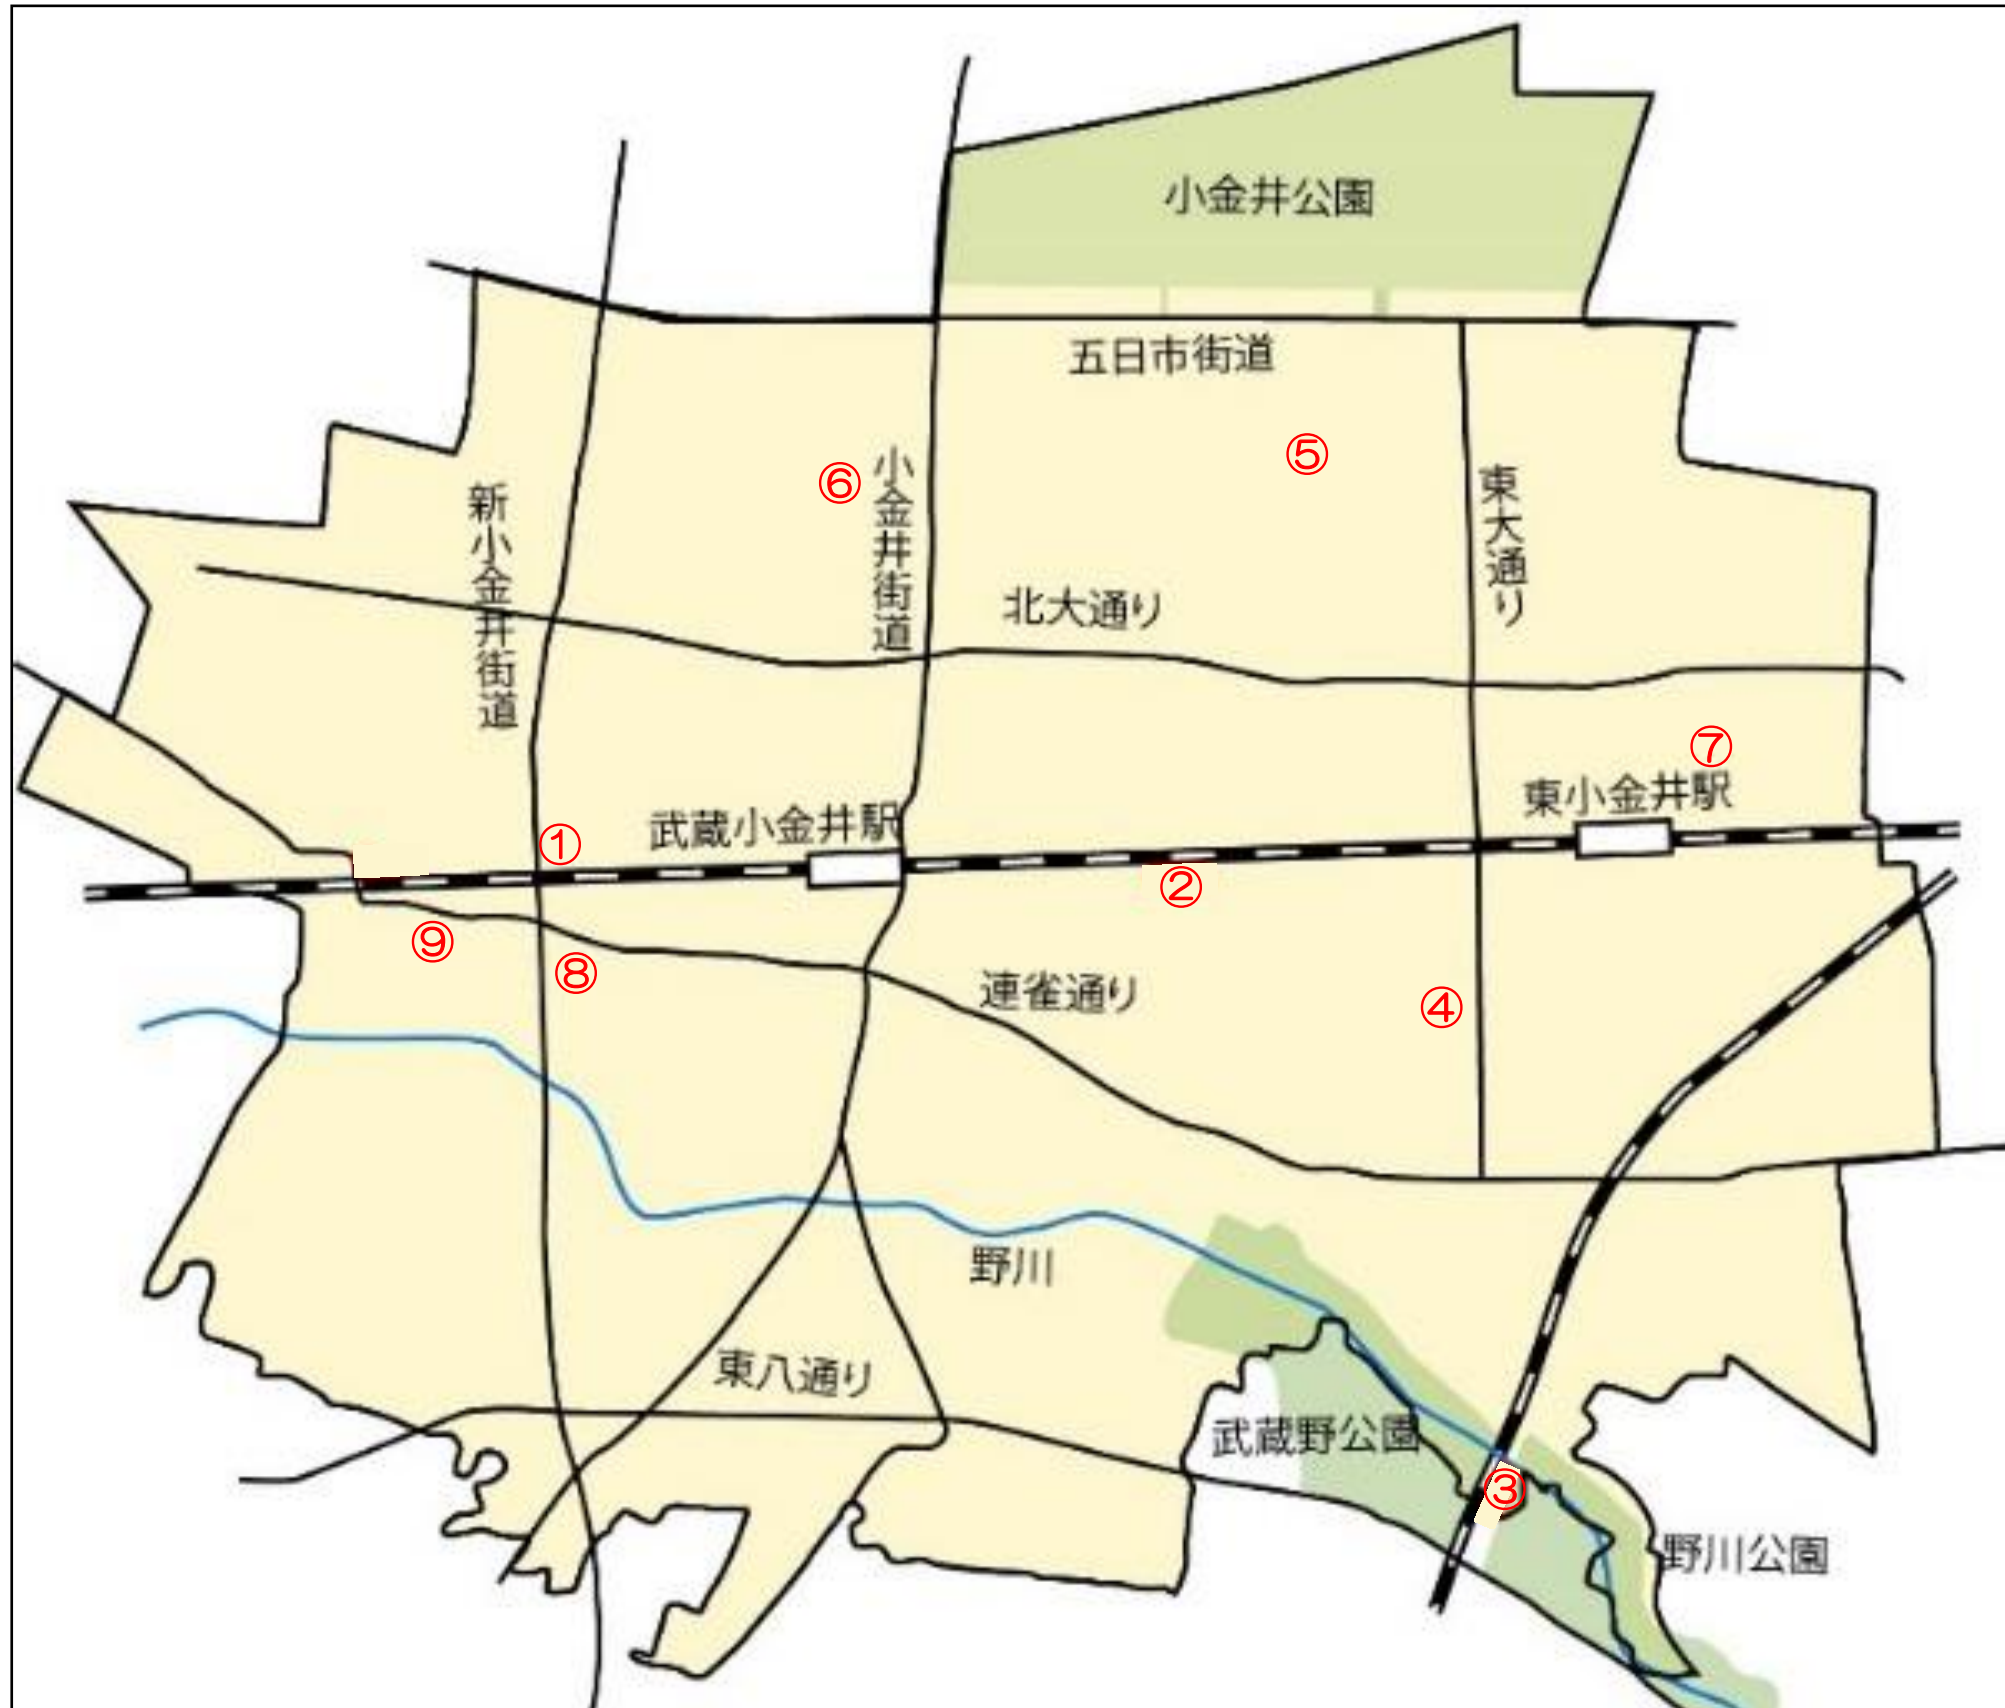 小金井公園
五日市街道
⑤
⑥
小金井街道
東大通り
新小金井街道
北大通り
⑦
東小金井駅
武蔵小金井駅
①
②
⑨
⑧
連雀通り
④
野川
東八通り
武蔵野公園
③
野川公園